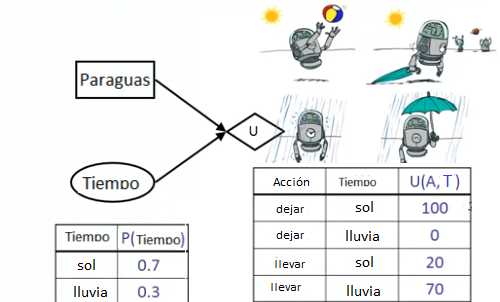 Paraguas
U
Tiempo
Acción Tiempo U(A,T)
dejar sol 100
dejar lluvia 0
llevar sol 20
llevar lluvia 70
Tiempo P(Tiempo)
sol 0.7
lluvia 0.3